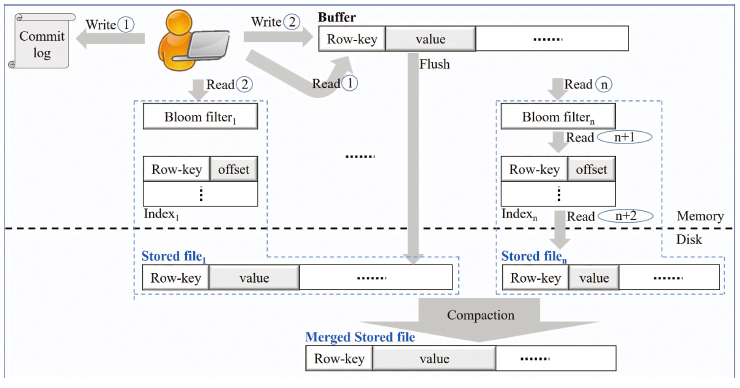 Commit
log
Write 1
Write 2
Buffer
Row-key value ......
Read 1
Flush
Read 2
Read n
Bloom filter1
Bloom filtern
Read n+1
Row-key offset
......
Row-key offset
Index1
Indexn
Read n+2
Memory
Disk
Stored file1
Stored filen
Row-key value ......
Row-key value ......
Compaction
Merged Stored file
Row-key value ......